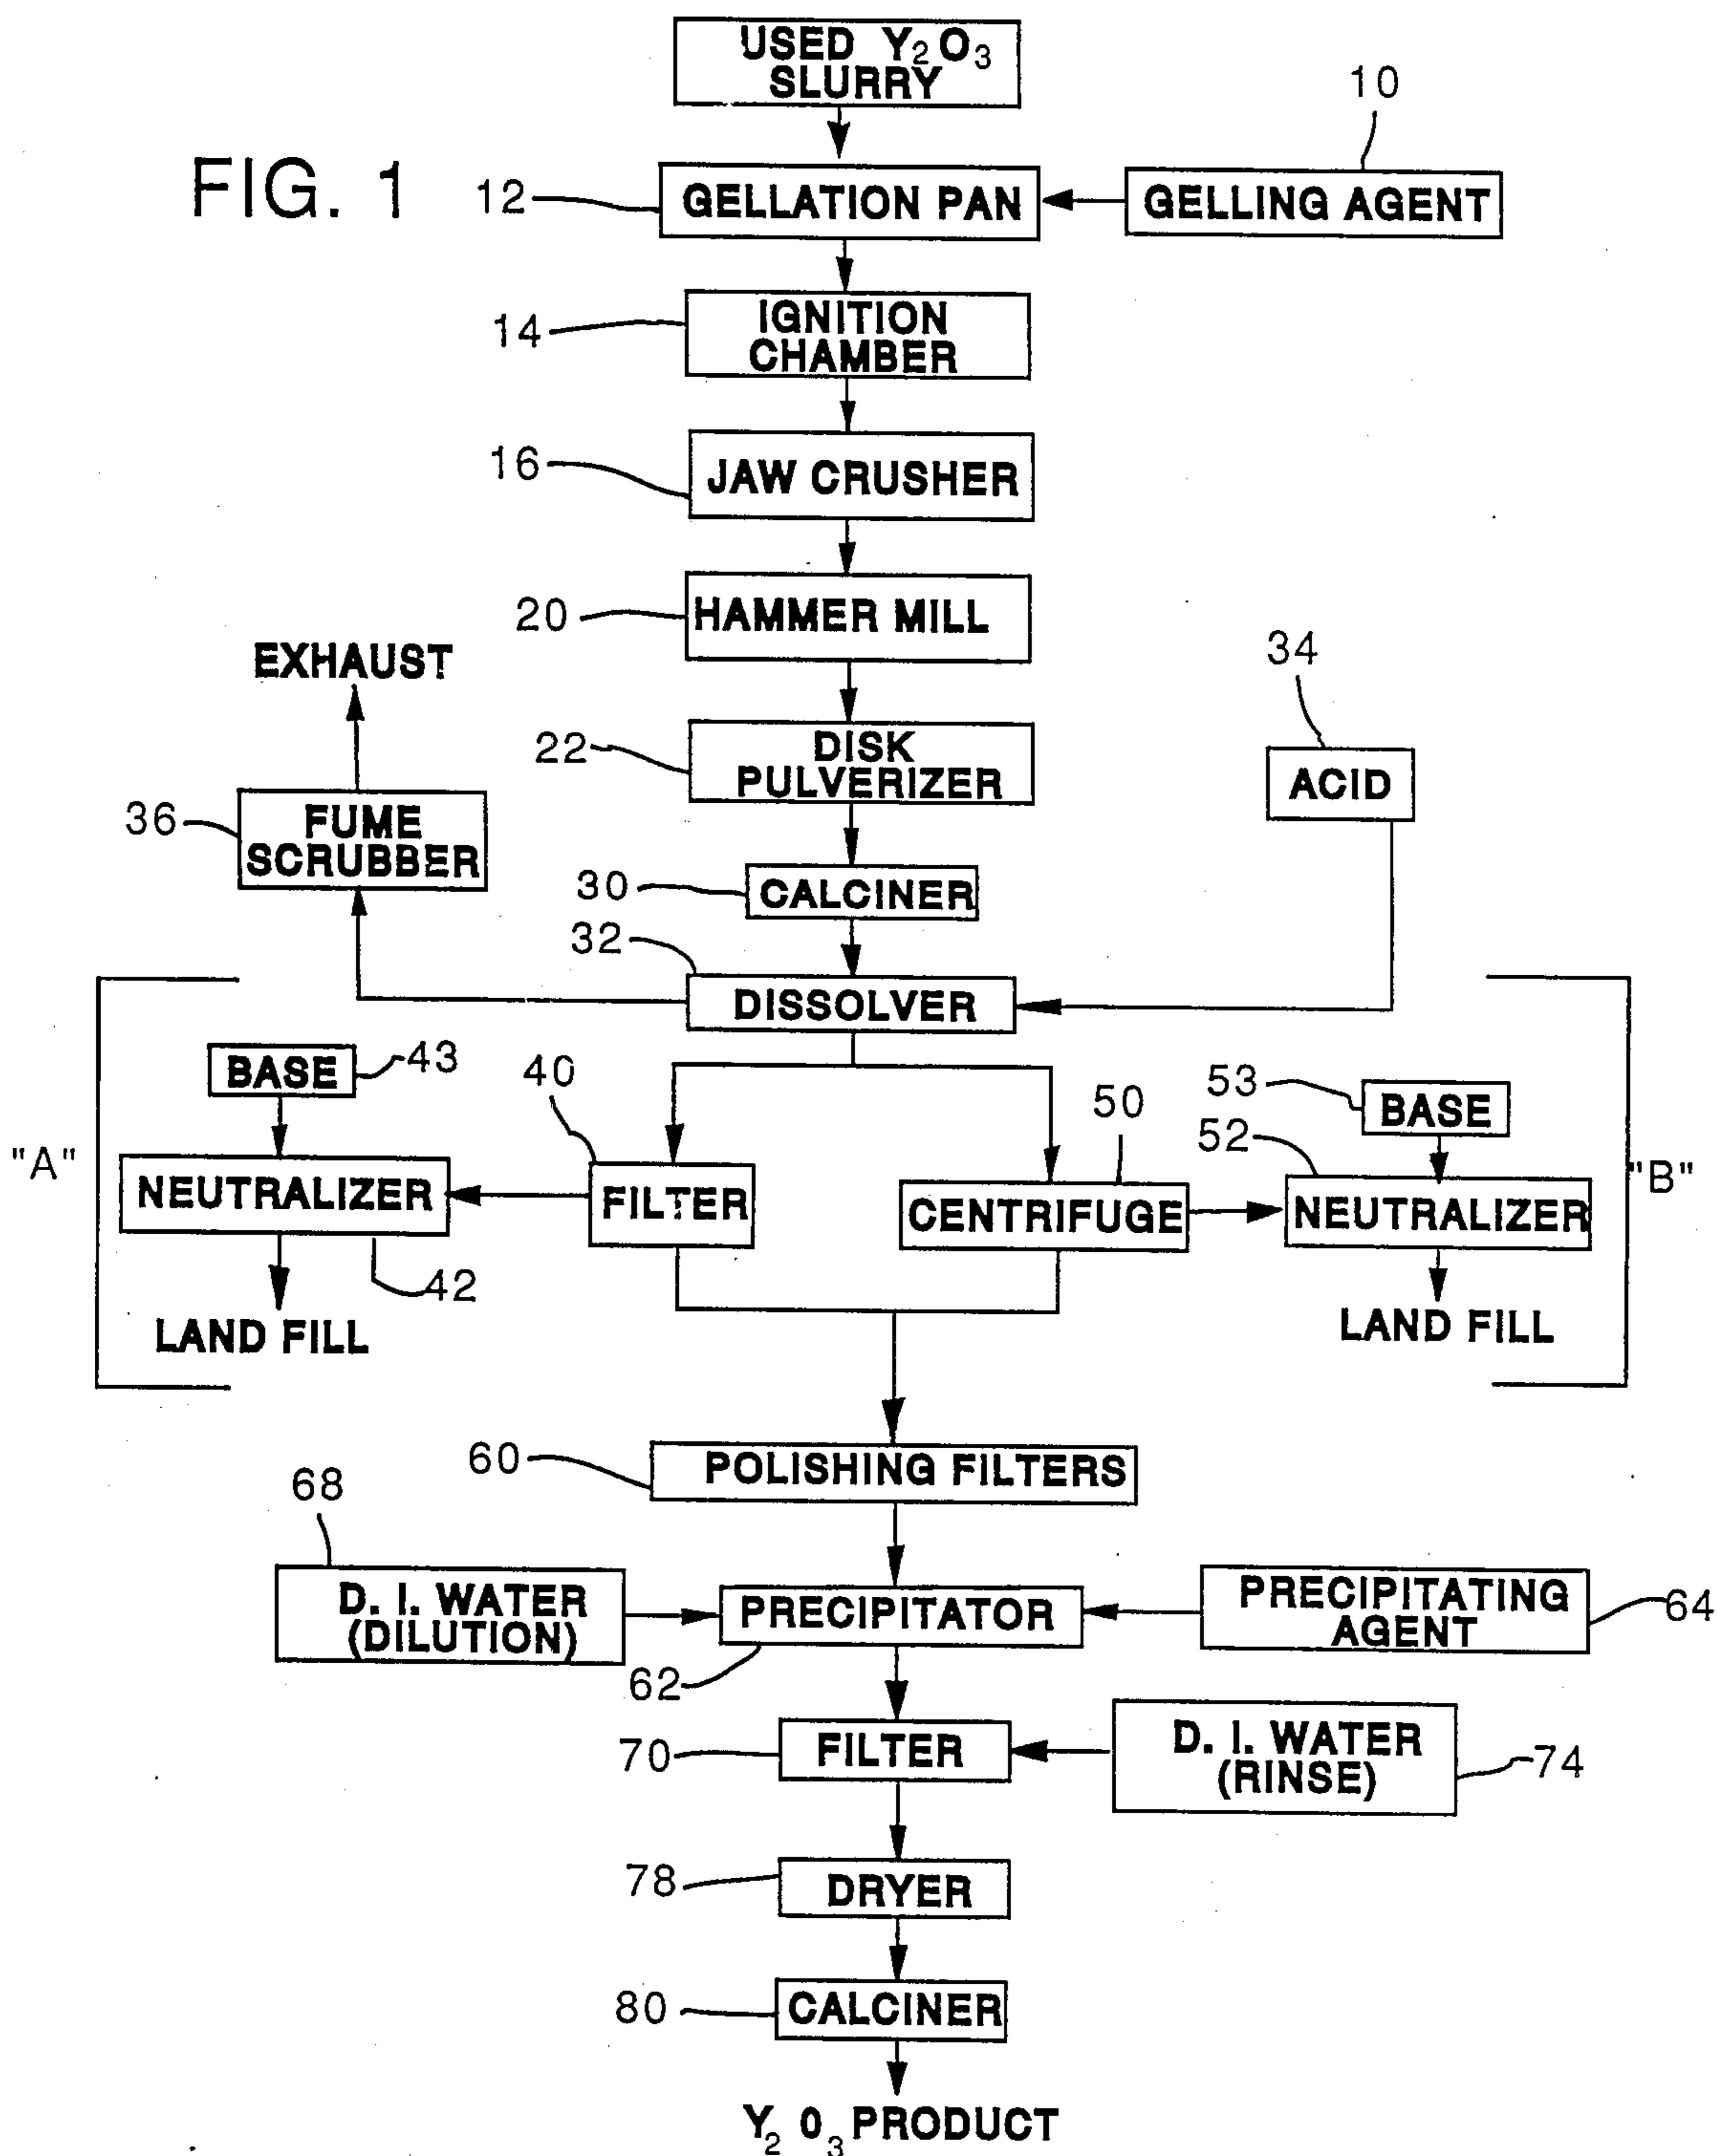 USED Y₂O₃
SLURRY
10
FIG. 1
12
GELLATION PAN
GELLING AGENT
14
IGNITION
CHAMBER
16
JAW CRUSHER
20
HAMMER MILL
EXHAUST
34
22
DISK
PULVERIZER
ACID
36
FUME
SCRUBBER
30
CALCINER
32
DISSOLVER
BASE
43
40
50
53
BASE
52
"A"
NEUTRALIZER
FILTER
CENTRIFUGE
NEUTRALIZER
"B"
42
LAND FILL
LAND FILL
60
POLISHING FILTERS
68
D. I. WATER
(DILUTION)
PRECIPITATOR
PRECIPITATING
AGENT
64
62
70
FILTER
D. I. WATER
(RINSE)
74
78
DRYER
80
CALCINER
Y₂ O₃ PRODUCT